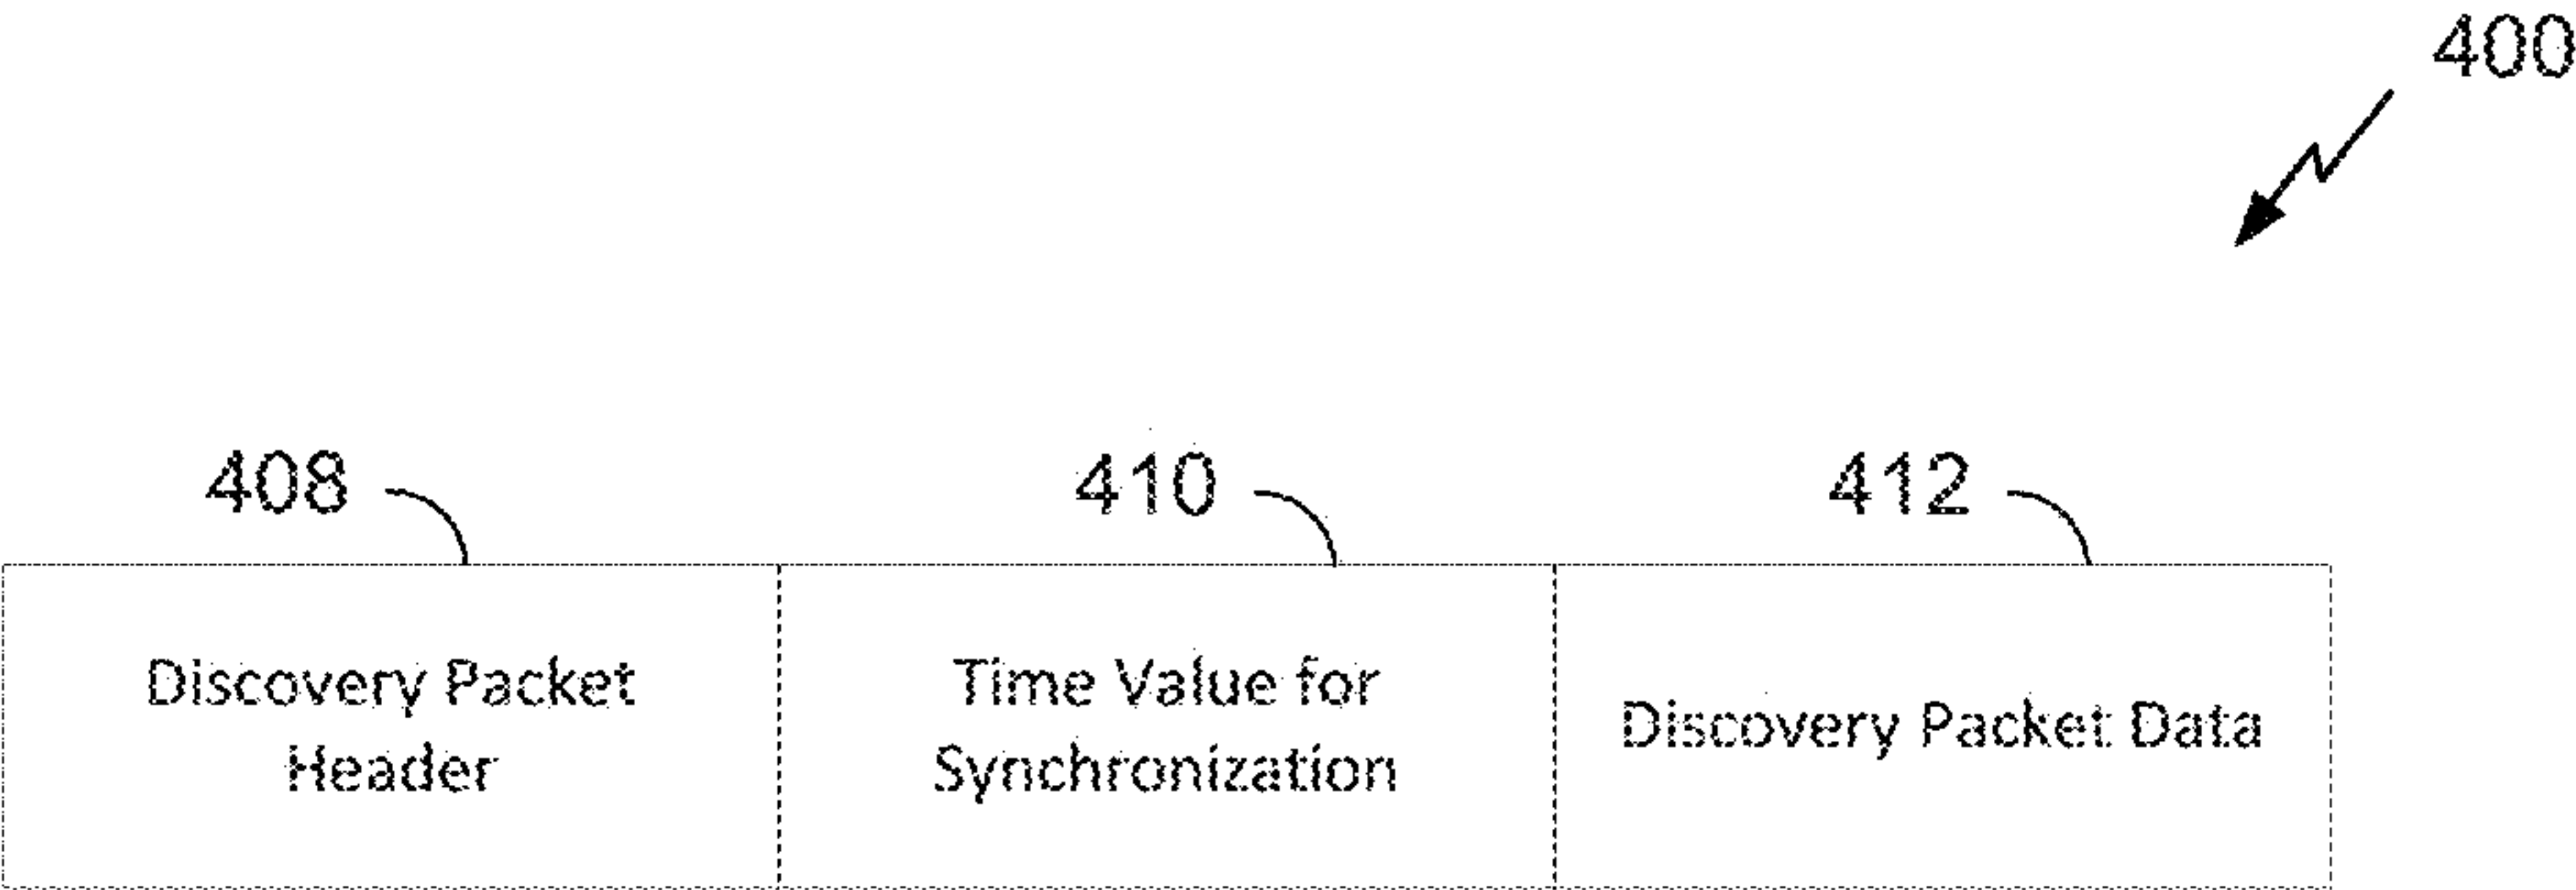 400
408
410
412
Discovery Packet
Header
Time Value for
Synchronization
Discovery Packet Data